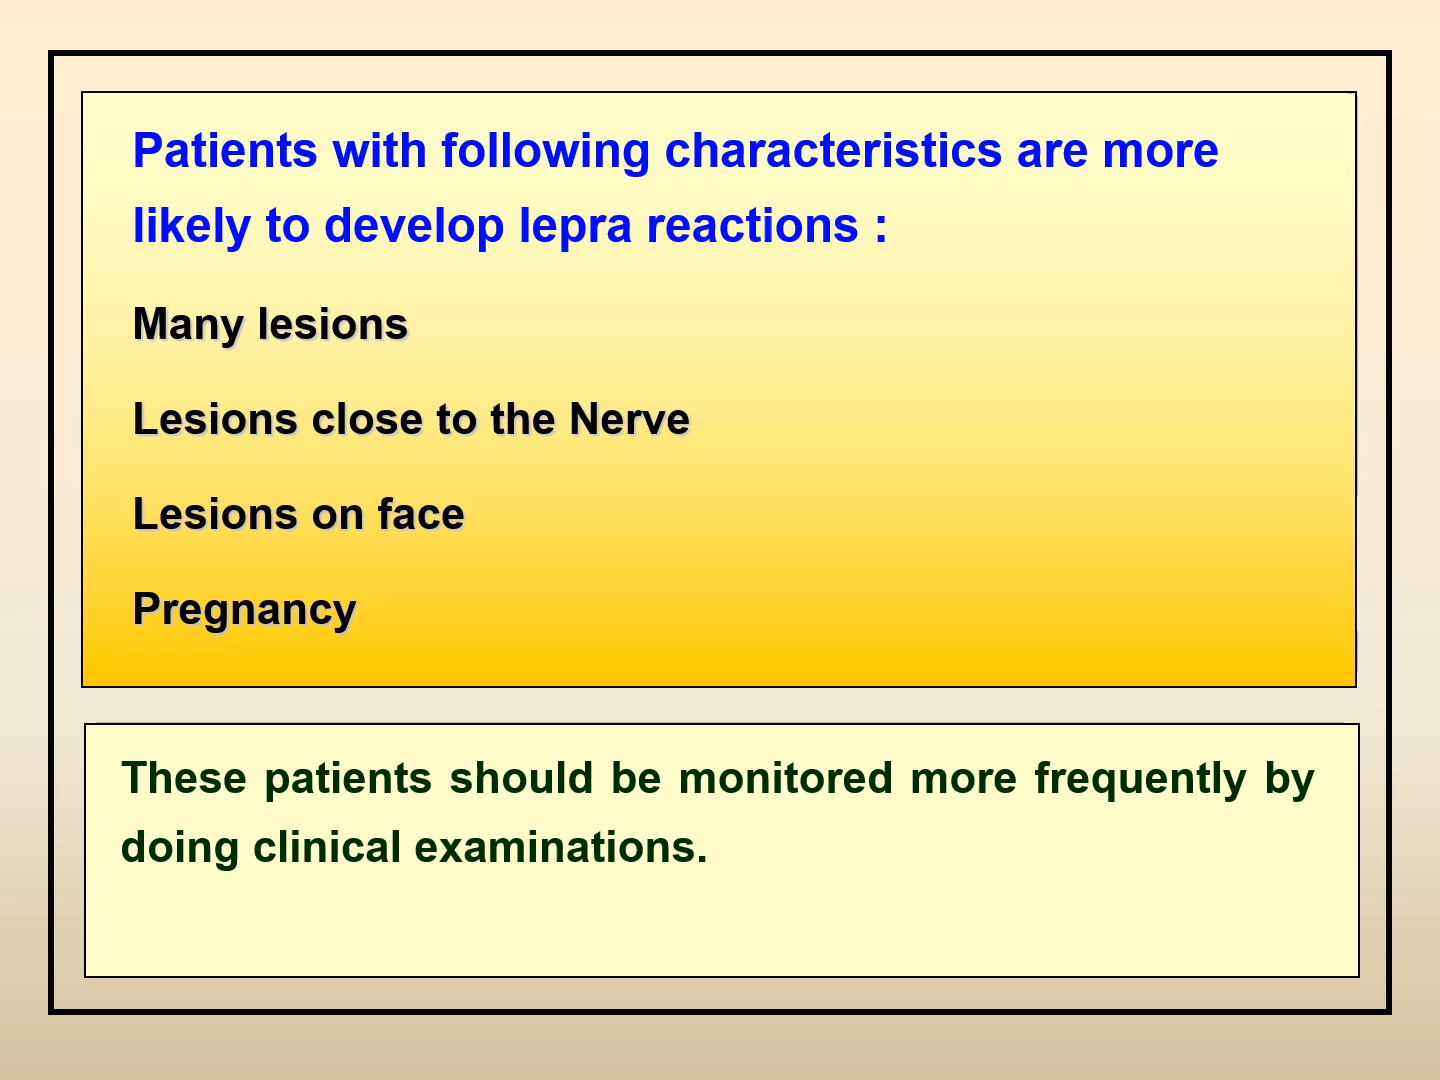 Patients with following characteristics are more
likely to develop lepra reactions :
Many lesions
Lesions close to the Nerve
Lesions on face
Pregnancy
These patients should be monitored more frequently by
doing clinical examinations.